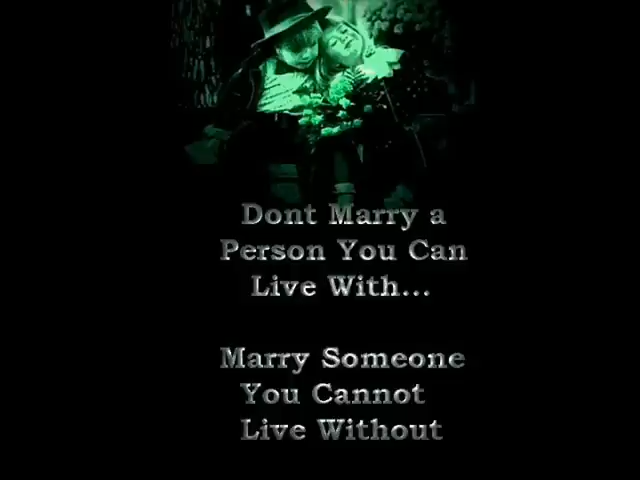 Dont Marry a
Person You Can
Live With...
Marry Someone
You Cannot
Live Without